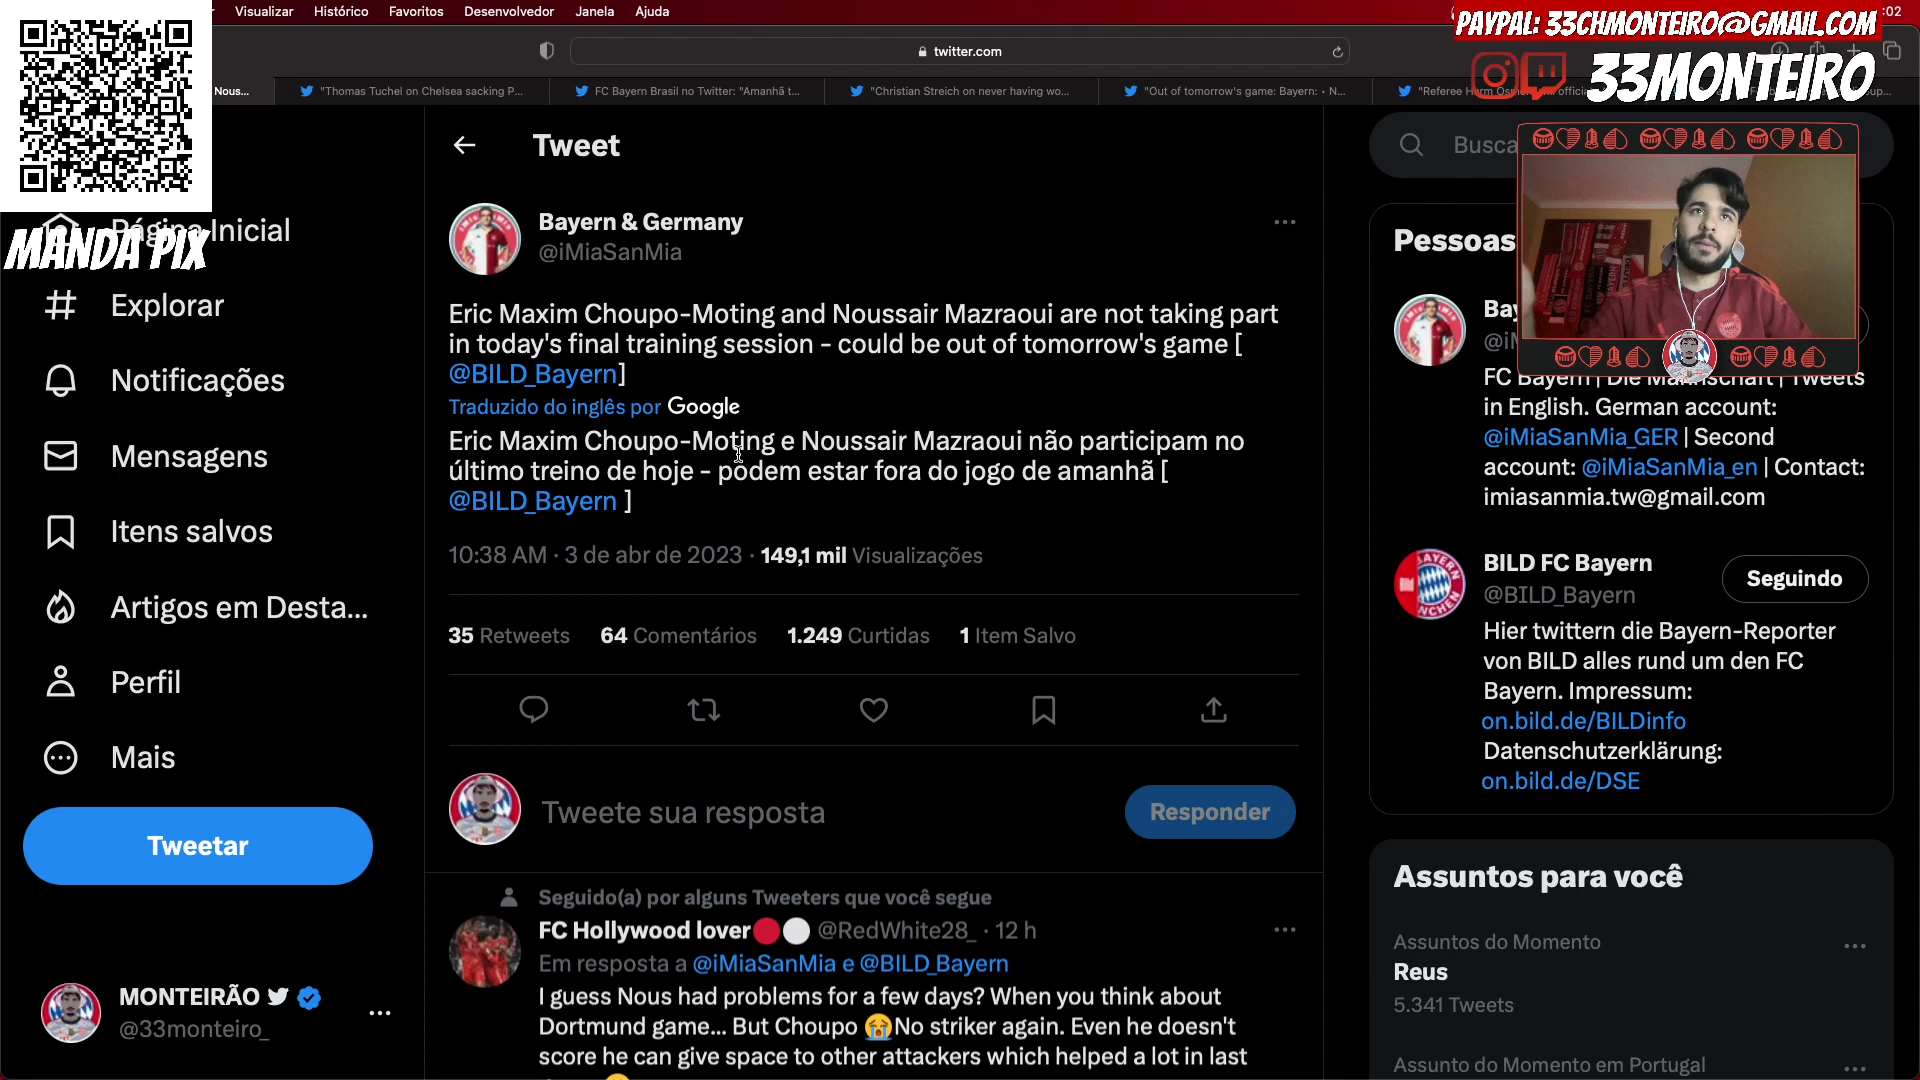 Visualizar Histórico Favoritos Desenvolvedor Janela Ajuda
:02
PAYPAL: 33CHMONTEIRO@GMAIL.COM
twitter.com
33MONTEIRO
Nous...
"Thomas Tuchel on Chelsea sacking P...
FC Bayern Brasil no Twitter: "Amanhã t...
"Christian Streich on never having wo...
"Out of tomorrow's game: Bayern: • N...
MANDA PIX
Página Inicial
Explorar
Notificações
Mensagens
Itens salvos
Artigos em Desta...
Perfil
Mais
Tweetar
MONTEIRÃO
@33monteiro_
Tweet
Bayern & Germany
@iMiaSanMia
Eric Maxim Choupo-Moting and Noussair Mazraoui are not taking part
in today's final training session - could be out of tomorrow's game [
@BILD_Bayern]
Traduzido do inglês por Google
Eric Maxim Choupo-Moting e Noussair Mazraoui não participam no
último treino de hoje - podem estar fora do jogo de amanhã [
@BILD_Bayern ]
10:38 AM · 3 de abr de 2023 · 149,1 mil Visualizações
35 Retweets 64 Comentários 1.249 Curtidas 1 Item Salvo
Tweete sua resposta
Responder
Seguido(a) por alguns Tweeters que você segue
FC Hollywood lover @RedWhite28_ · 12 h
Em resposta a @iMiaSanMia e @BILD_Bayern
I guess Nous had problems for a few days? When you think about
Dortmund game... But Choupo 😭No striker again. Even he doesn't
score he can give space to other attackers which helped a lot in last
Busca
Pessoas
FC Bayern | Die Mannschaft | Tweets
in English. German account:
@iMiaSanMia_GER | Second
account: @iMiaSanMia_en | Contact:
imiasanmia.tw@gmail.com
BILD FC Bayern
@BILD_Bayern
Seguindo
Hier twittern die Bayern-Reporter
von BILD alles rund um den FC
Bayern. Impressum:
on.bild.de/BILDinfo
Datenschutzerklärung:
on.bild.de/DSE
Assuntos para você
Assuntos do Momento
Reus
5.341 Tweets
Assunto do Momento em Portugal